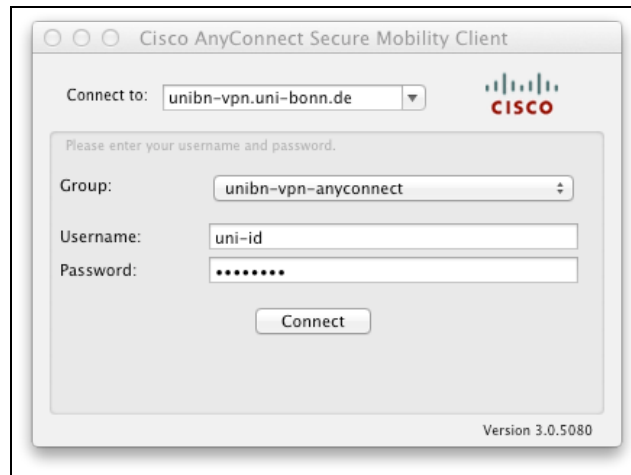 Cisco AnyConnect Secure Mobility Client
Connect to: unibn-vpn.uni-bonn.de
CISCO
Please enter your username and password.
Group: unibn-vpn-anyconnect
Username: uni-id
Password: ••••••••
Connect
Version 3.0.5080